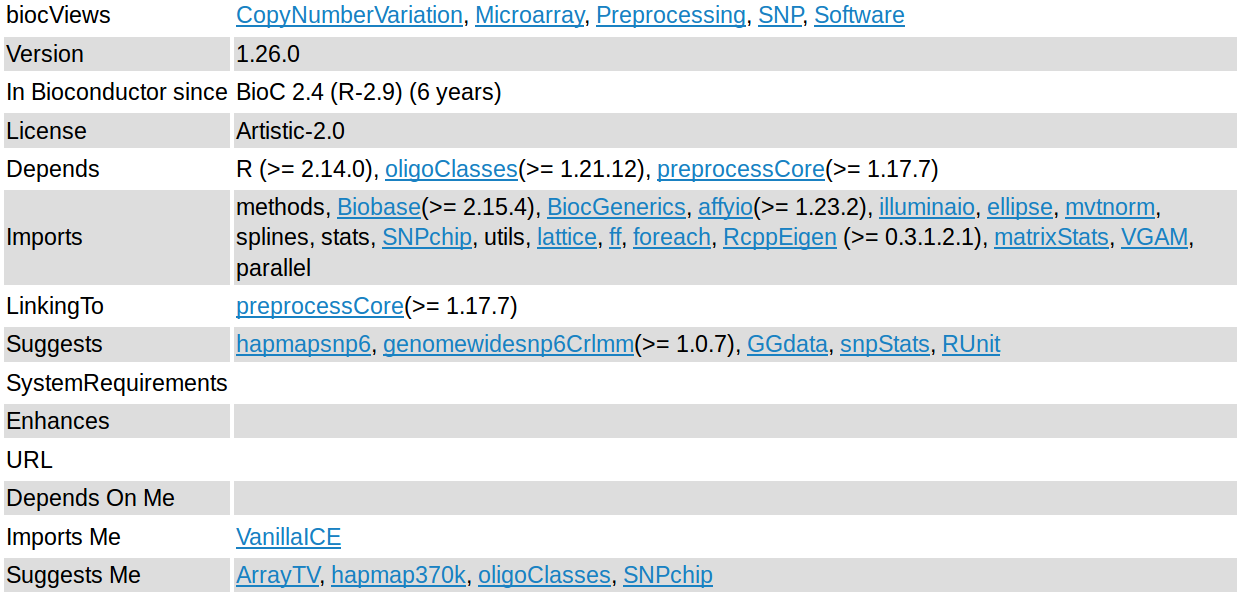 biocViews CopyNumberVariation, Microarray, Preprocessing, SNP, Software
Version 1.26.0
In Bioconductor since BioC 2.4 (R-2.9) (6 years)
License Artistic-2.0
Depends R (>= 2.14.0), oligoClasses(>= 1.21.12), preprocessCore(>= 1.17.7)
methods, Biobase(>= 2.15.4), BiocGenerics, affyio(>= 1.23.2), illuminaio, ellipse, mvtnorm,
Imports splines, stats, SNPchip, utils, lattice, ff, foreach, RcppEigen (>= 0.3.1.2.1), matrixStats, VGAM,
parallel
LinkingTo preprocessCore(>= 1.17.7)
Suggests hapmapsnp6, genomewidesnp6Crlmm(>= 1.0.7), GGdata, snpStats, RUnit
SystemRequirements
Enhances
URL
Depends On Me
Imports Me VanillaICE
Suggests Me ArrayTV, hapmap370k, oligoClasses, SNPchip